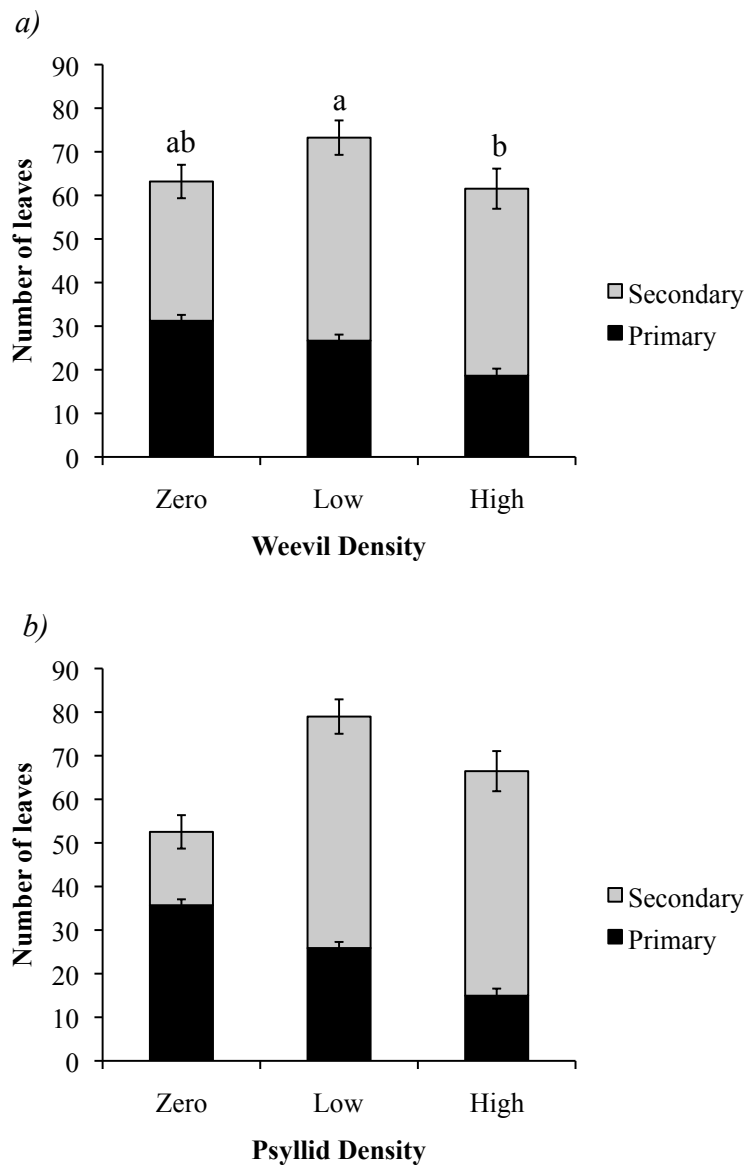 a)
90
80
70
60
50
40
30
20
10
0
Number of leaves
ab
a
b
Secondary
Primary
Zero Low High
Weevil Density
b)
90
80
70
60
50
40
30
20
10
0
Number of leaves
Secondary
Primary
Zero Low High
Psyllid Density